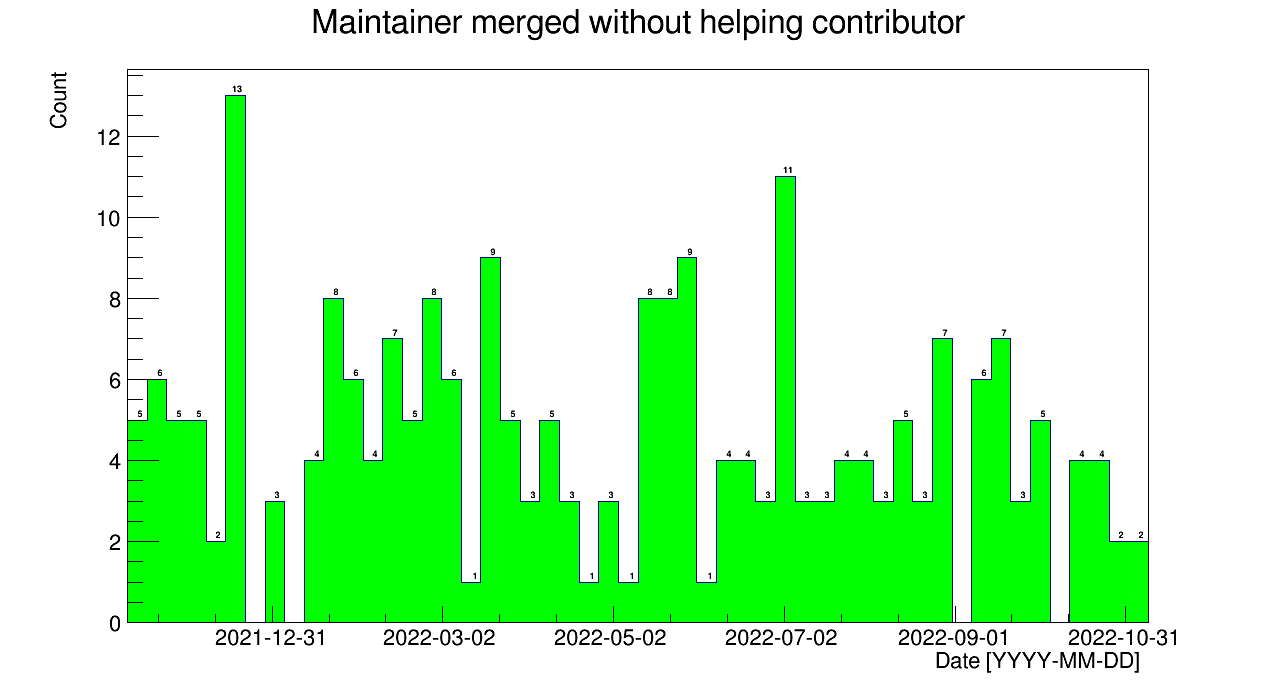 Maintainer merged without helping contributor
Count
12
10
8
6
4
2
0
5 6 5 5 2 13 3 4 8 6 4 7 5 8 6 1 9 5 3 5 3 1 3 1 8 8 9 1 4 4 3 11 3 3 4 4 3 5 3 7 6 7 3 5 4 4 2 2
2021-12-31 2022-03-02 2022-05-02 2022-07-02 2022-09-01 2022-10-31
Date [YYYY-MM-DD]